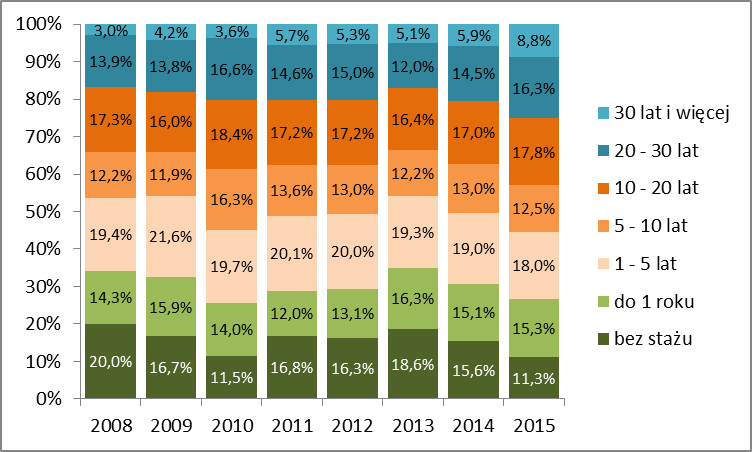 100%
90%
80%
70%
60%
50%
40%
30%
20%
10%
0%
3,0% 4,2% 3,6% 5,7% 5,3% 5,1% 5,9% 8,8%
13,9% 13,8% 16,6% 14,6% 15,0% 12,0% 14,5% 16,3%
17,3% 16,0% 18,4% 17,2% 17,2% 16,4% 17,0% 17,8%
12,2% 11,9% 16,3% 13,6% 13,0% 12,2% 13,0% 12,5%
19,4% 21,6% 19,7% 20,1% 20,0% 19,3% 19,0% 18,0%
14,3% 15,9% 14,0% 12,0% 13,1% 16,3% 15,1% 15,3%
20,0% 16,7% 11,5% 16,8% 16,3% 18,6% 15,6% 11,3%
2008 2009 2010 2011 2012 2013 2014 2015
30 lat i więcej
20 - 30 lat
10 - 20 lat
5 - 10 lat
1 - 5 lat
do 1 roku
bez stażu